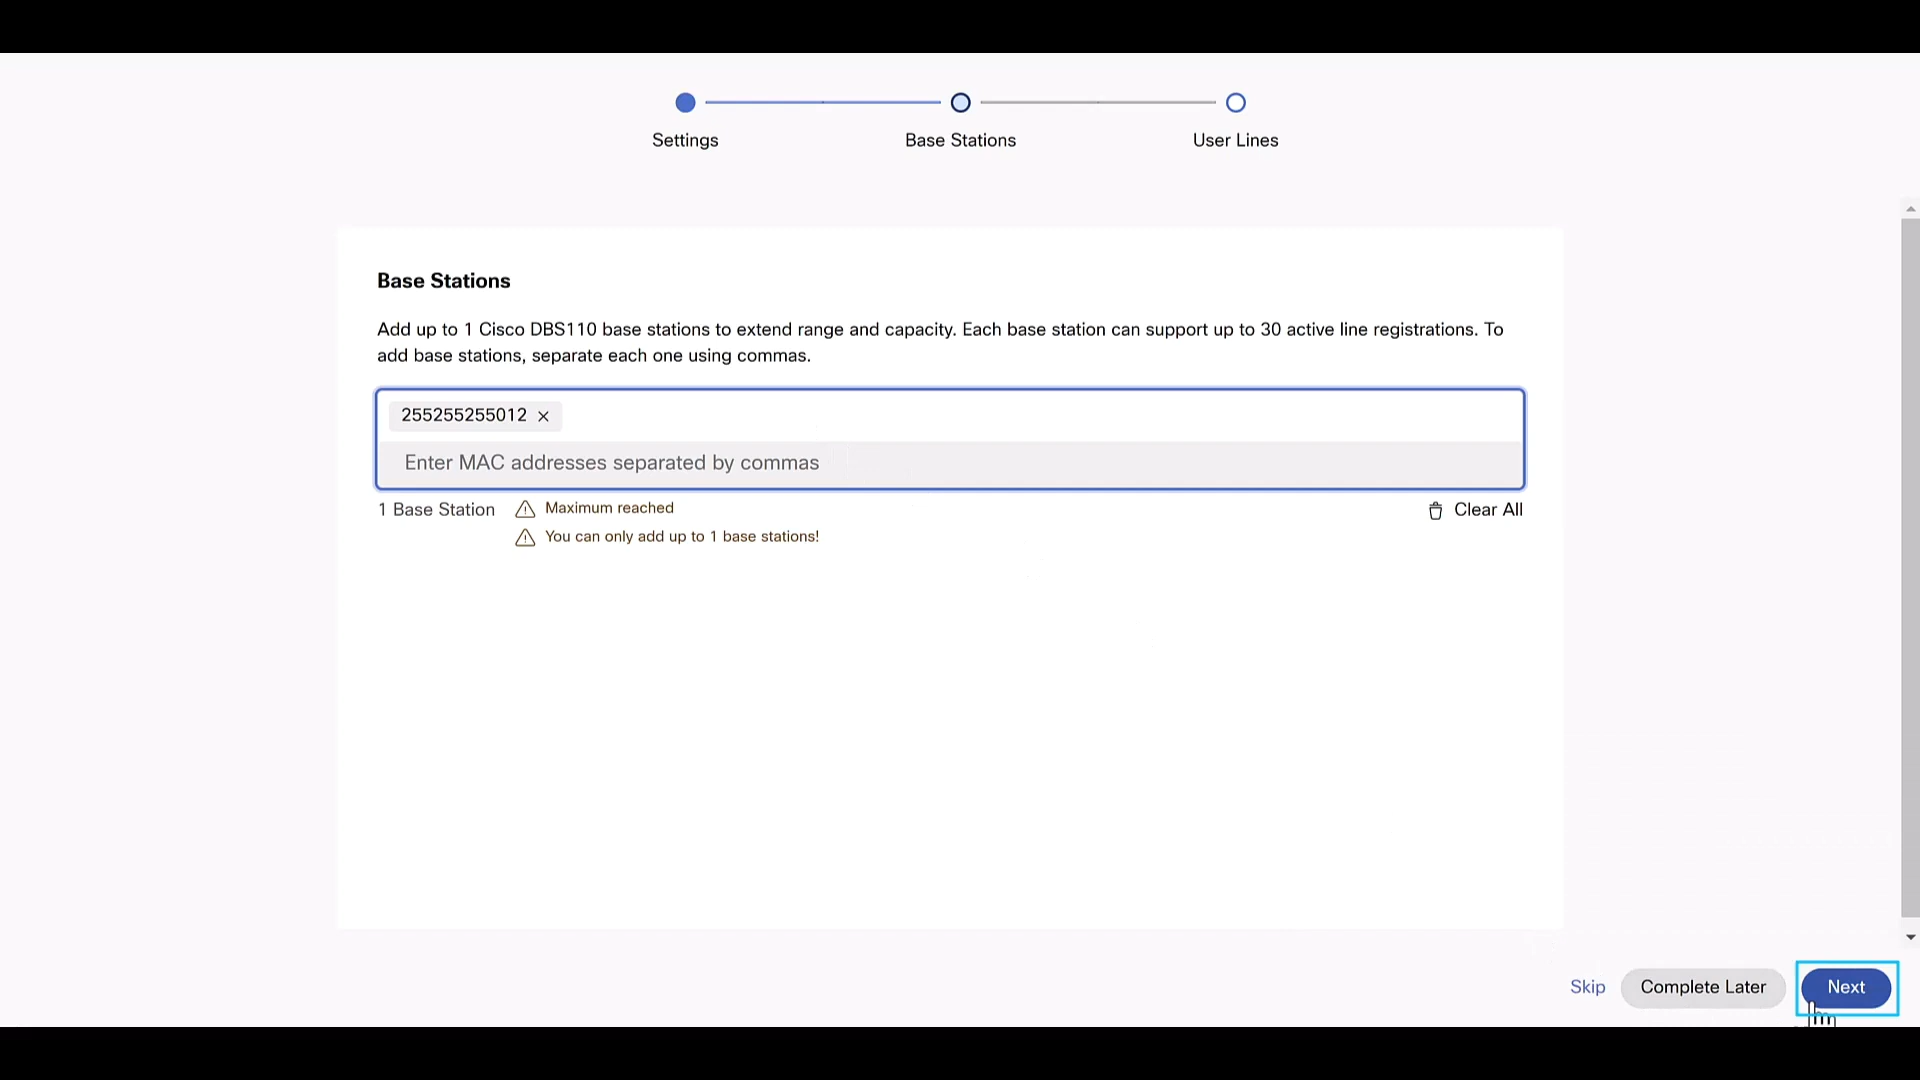 Settings
Base Stations
User Lines
Base Stations
Add up to 1 Cisco DBS110 base stations to extend range and capacity. Each base station can support up to 30 active line registrations. To
add base stations, separate each one using commas.
255255255012
Enter MAC addresses separated by commas
1 Base Station
Maximum reached
Clear All
You can only add up to 1 base stations!
Skip
Complete Later
Next